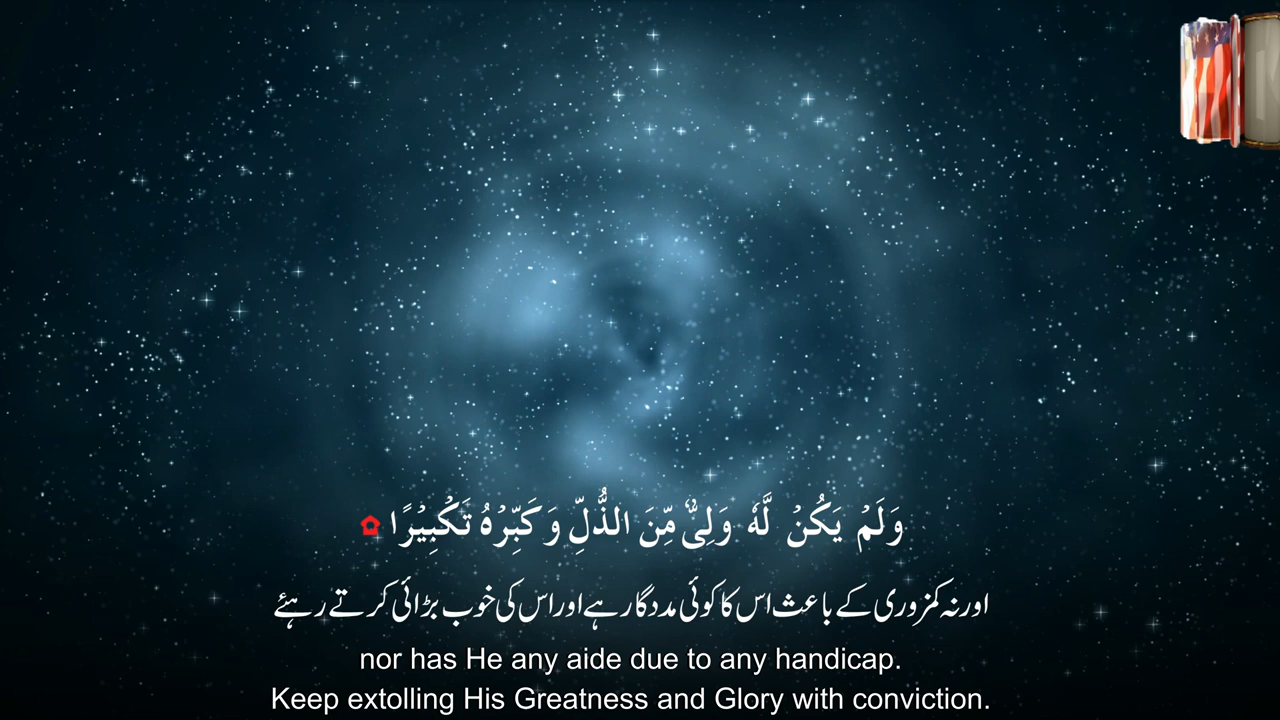 وَلَمْ يَكُنْ لَّهٗ وَلِىٌّ مِّنَ الذُّلِّ وَكَبِّرْهُ تَكْبِيْرًا
اور نہ کمزوری کے باعث اس کا کوئی مددگار ہے اور اس کی خوب بڑائی کرتے رہئے
nor has He any aide due to any handicap.
Keep extolling His Greatness and Glory with conviction.